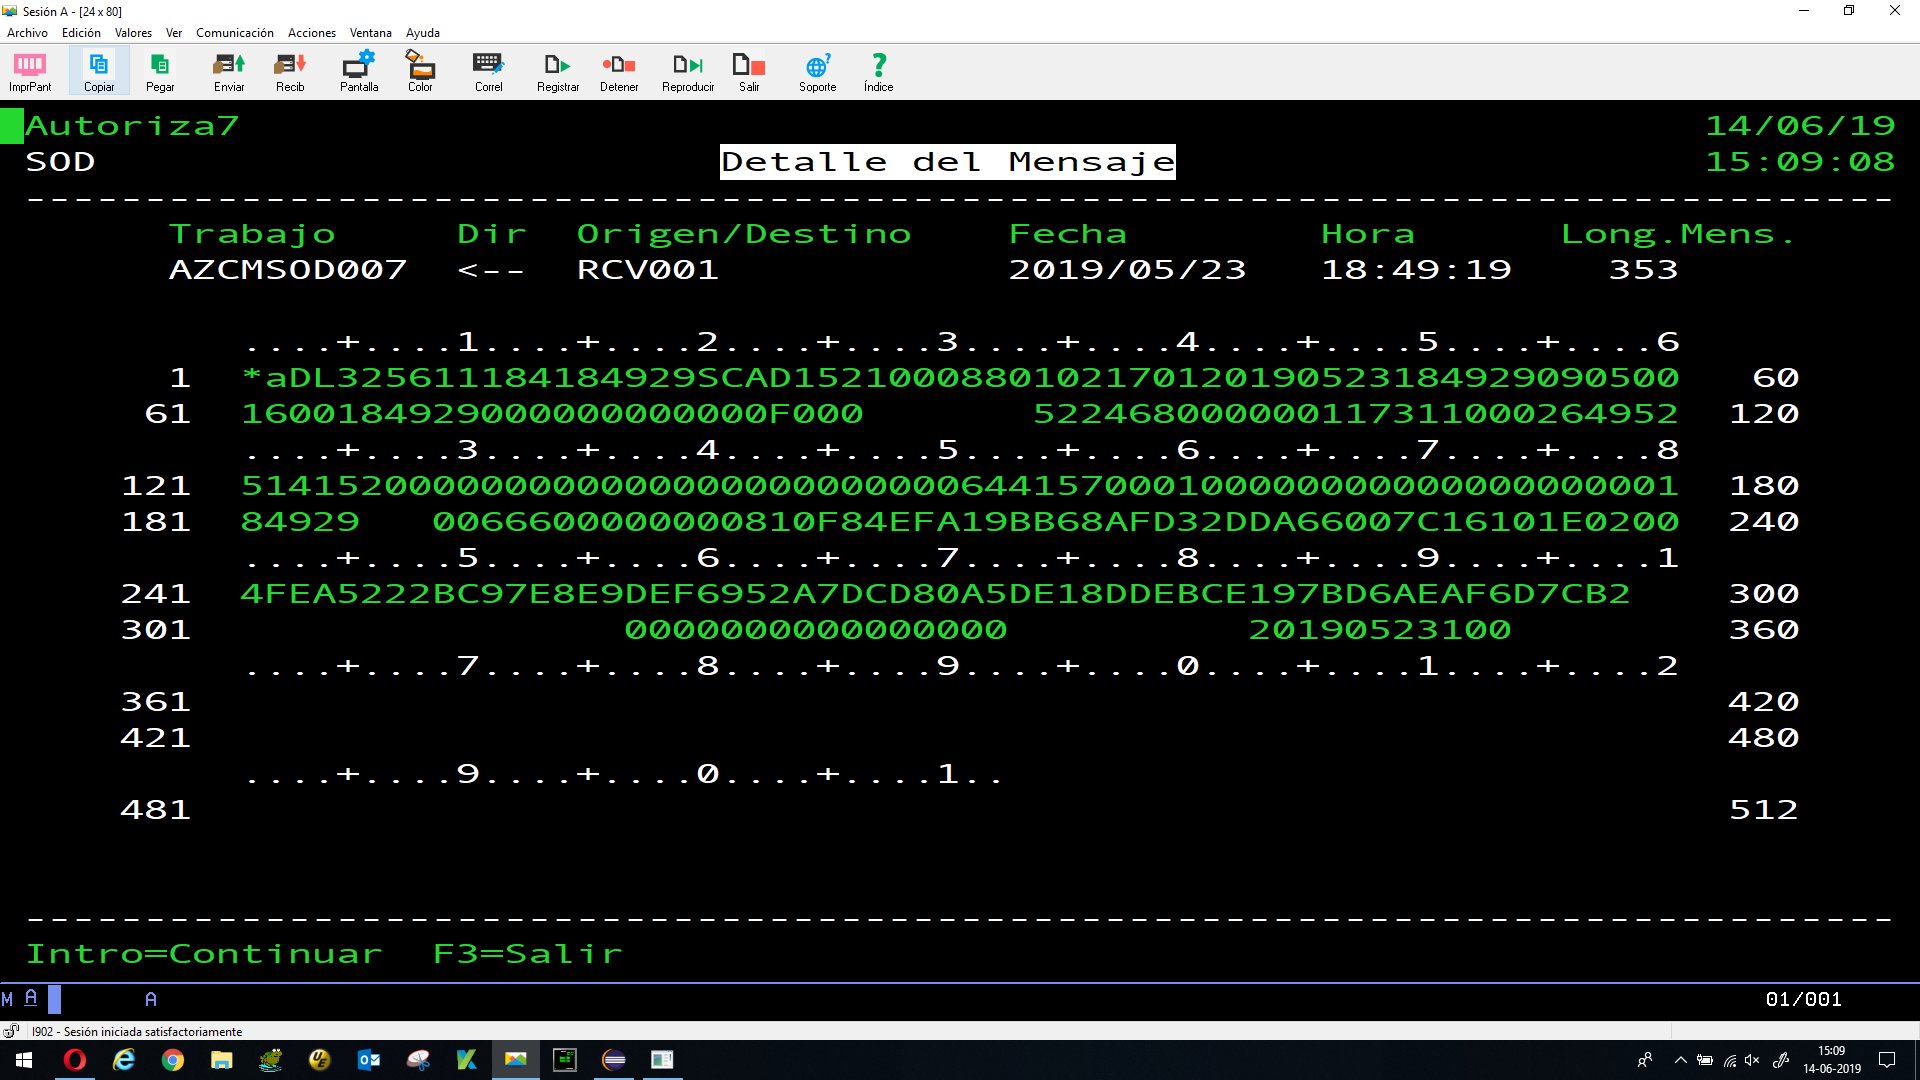 Sesión A - [24 x 80]
Archivo Edición Valores Ver Comunicación Acciones Ventana Ayuda
ImprPant Copiar Pegar Enviar Recib Pantalla Color Correl Registrar Detener Reproducir Salir Soporte Índice
Autoriza7 14/06/19
SOD Detalle del Mensaje 15:09:08
------------------------------------------------------------------------------
Trabajo Dir Origen/Destino Fecha Hora Long.Mens.
AZCMSOD007 <-- RCV001 2019/05/23 18:49:19 353
....+....1....+....2....+....3....+....4....+....5....+....6
1 *aDL325611184184929SCAD1521000880102170120190523184929090500 60
61 16001849290000000000000F000       5224680000001173110002649​52 120
....+....3....+....4....+....5....+....6....+....7....+....8
121 514152000000000000000000000000644157000100000000000000000001 180
181 84929   00666000000000810F84EFA19BB68AFD32DDA66007C16101E0200 240
....+....5....+....6....+....7....+....8....+....9....+....1
241 4FEA5222BC97E8E9DEF6952A7DCD80A5DE18DDEBCE197BD6AEAF6D7CB2 300
301 0000000000000000          20190523100 360
....+....7....+....8....+....9....+....0....+....1....+....2
361 420
421 480
....+....9....+....0....+....1..
481 512
------------------------------------------------------------------------------
Intro=Continuar F3=Salir
M A A 01/001
I902 - Sesión iniciada satisfactoriamente
15:09
14-06-2019